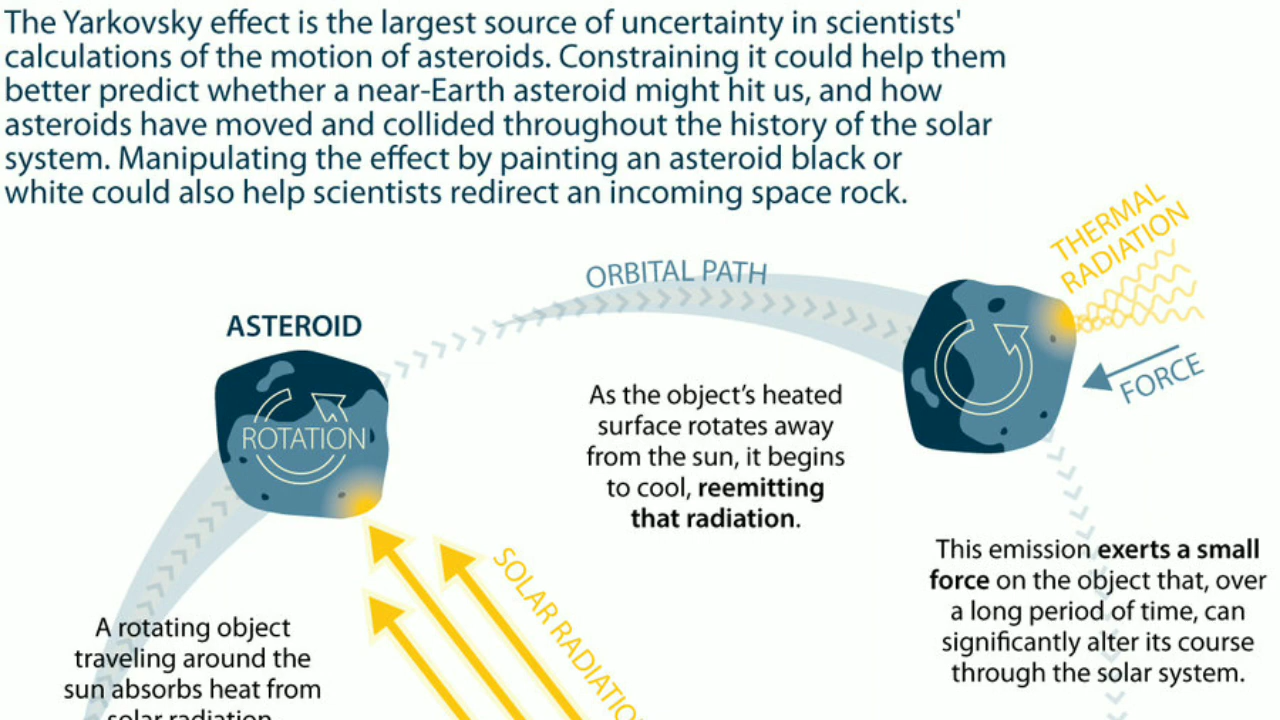 The Yarkovsky effect is the largest source of uncertainty in scientists'
calculations of the motion of asteroids. Constraining it could help them
better predict whether a near-Earth asteroid might hit us, and how
asteroids have moved and collided throughout the history of the solar
system. Manipulating the effect by painting an asteroid black or
white could also help scientists redirect an incoming space rock.
THERMAL
RADIATION
ORBITAL PATH
ASTEROID
ROTATION
FORCE
As the object's heated
surface rotates away
from the sun, it begins
to cool, reemitting
that radiation.
This emission exerts a small
force on the object that, over
a long period of time, can
significantly alter its course
through the solar system.
SOLAR RADIATION
A rotating object
traveling around the
sun absorbs heat from
solar radiation